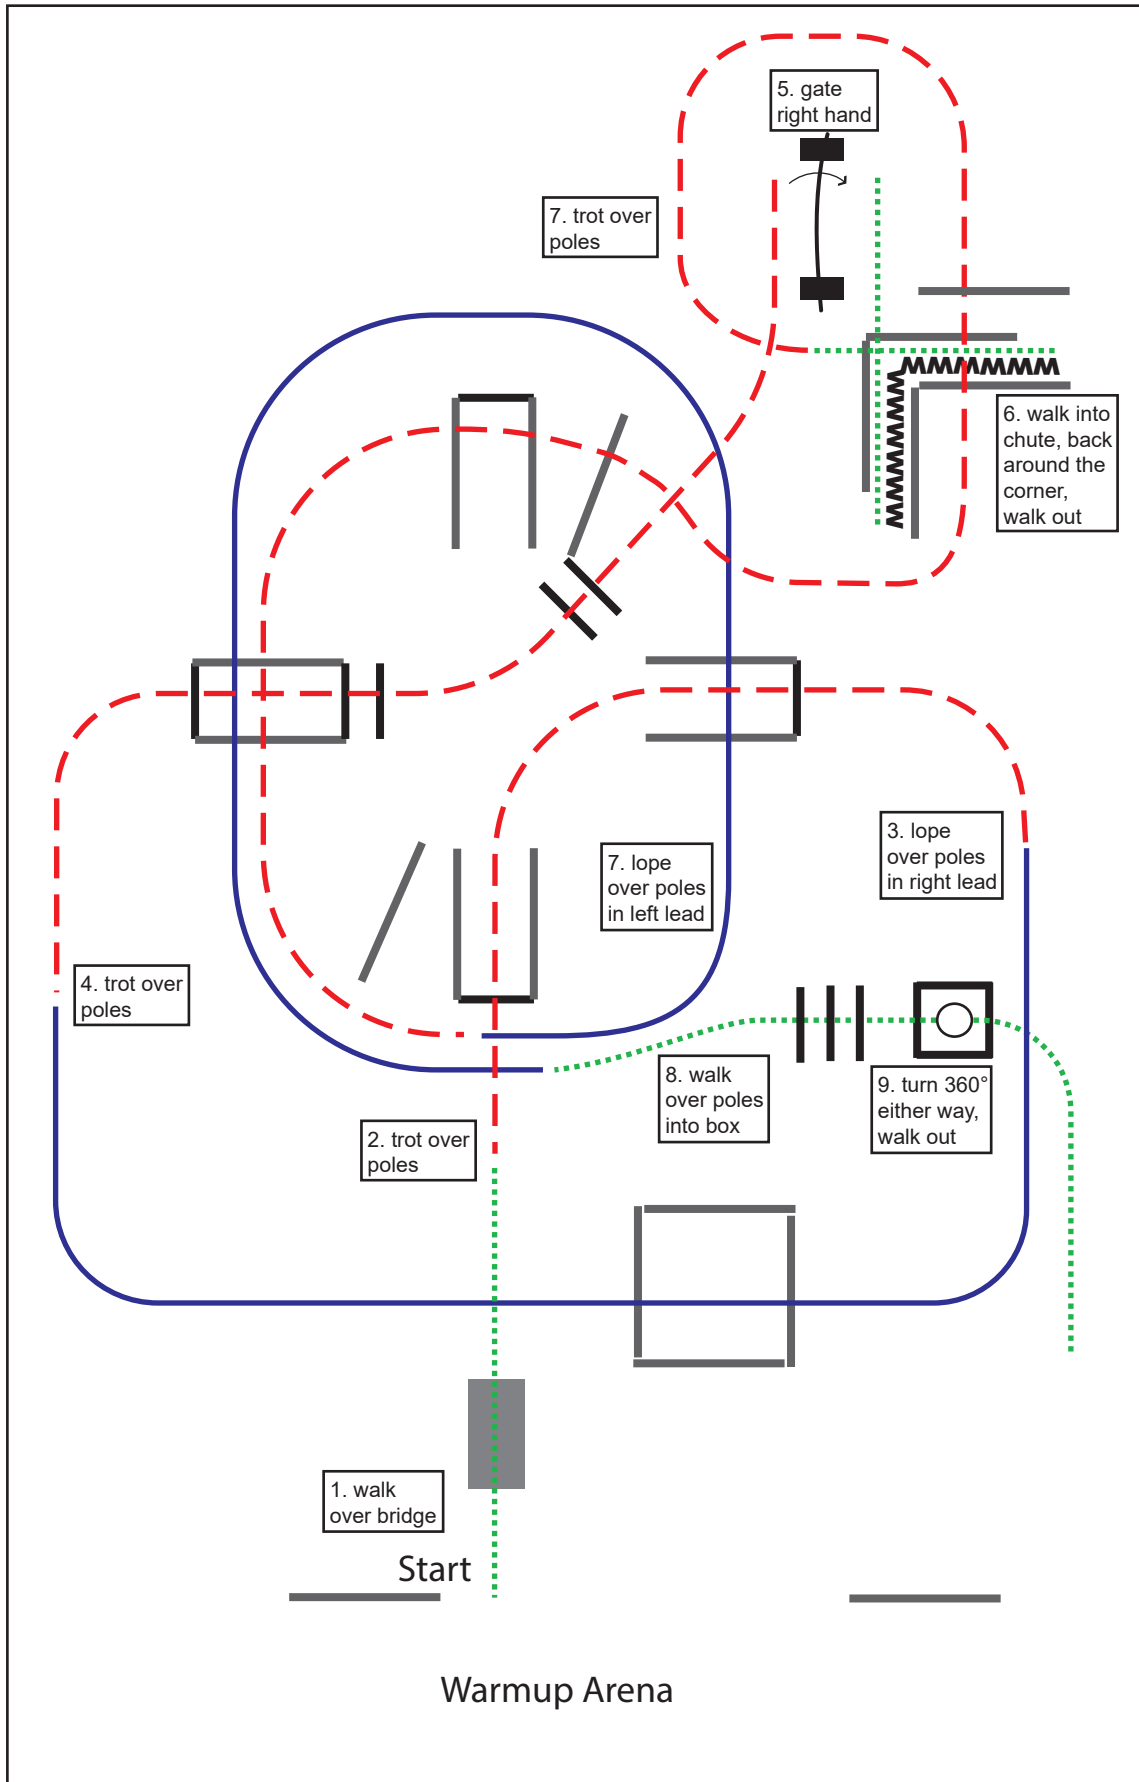 5. gate
right hand
7. trot over
poles
6. walk into
chute, back
around the
corner,
walk out
3. lope
over poles
in right lead
7. lope
over poles
in left lead
4. trot over
poles
8. walk
over poles
into box
9. turn 360°
either way,
walk out
2. trot over
poles
1. walk
over bridge
Start
Warmup Arena